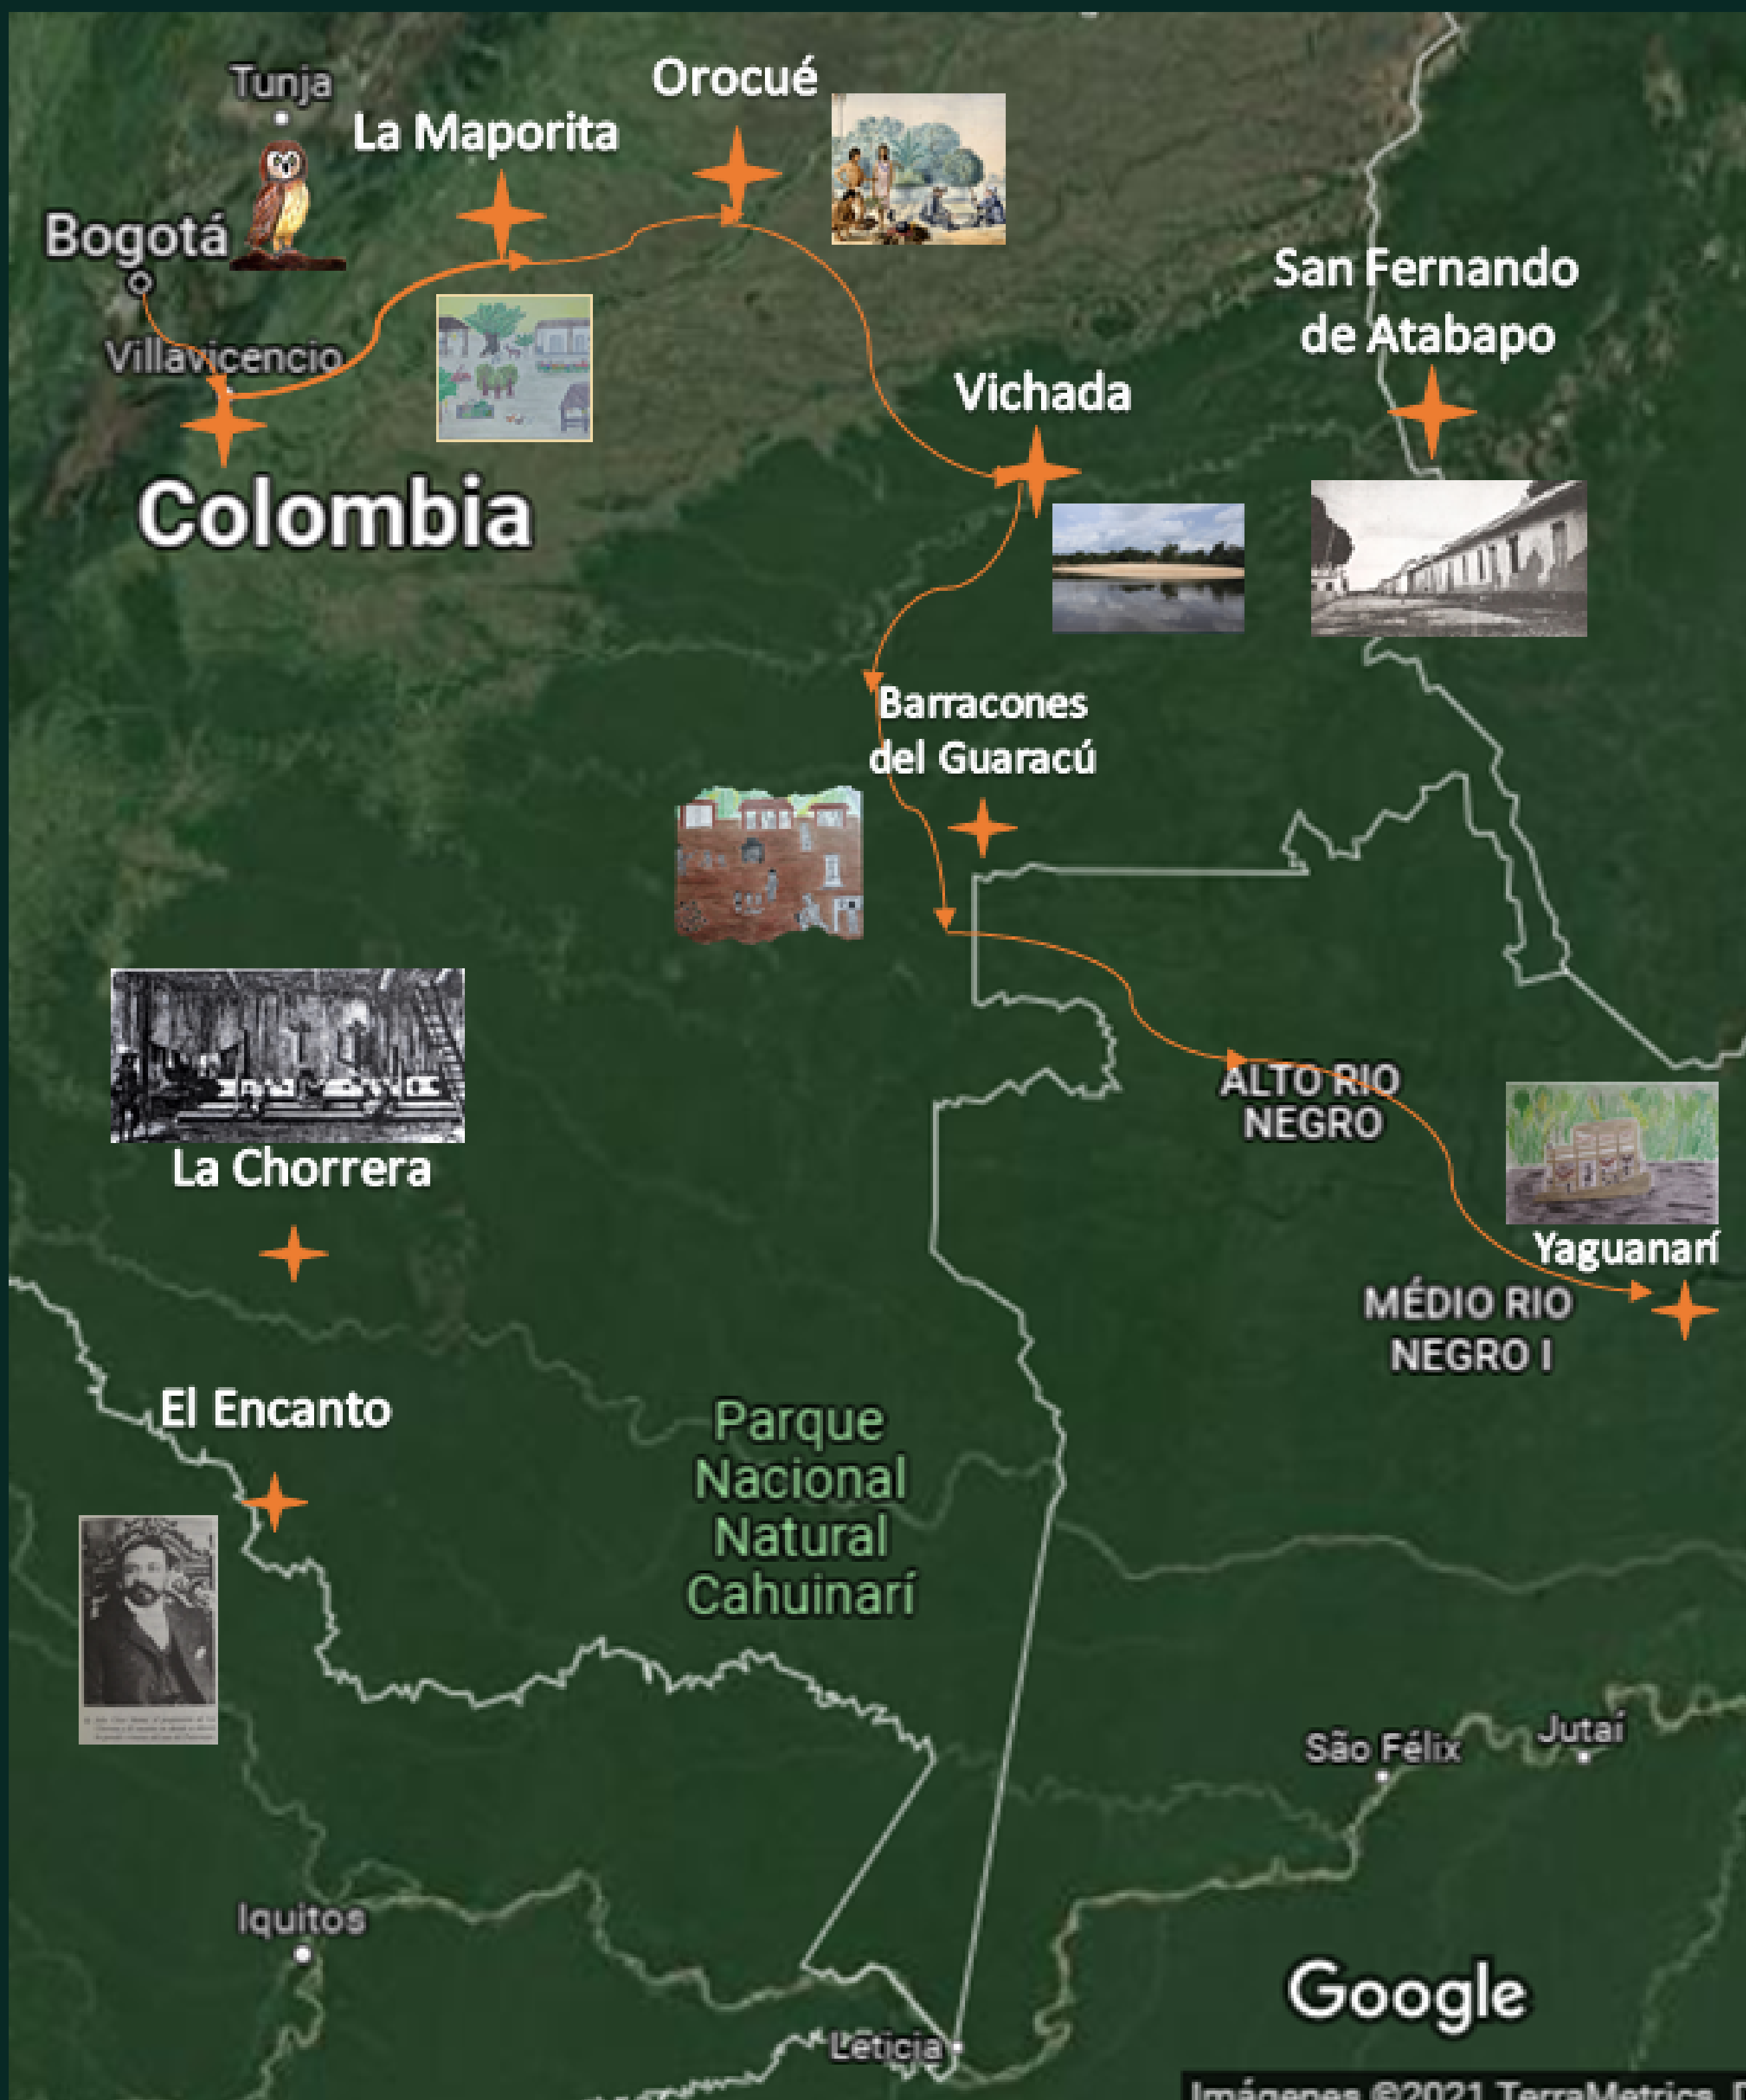 Tunja
Orocué
La Maporita
Bogotá
San Fernando
de Atabapo
Villavicencio
Vichada
Colombia
Barracones
del Guaracú
ALTO RIO
NEGRO
La Chorrera
Yaguanarí
MÉDIO RIO
NEGRO I
El Encanto
Parque
Nacional
Natural
Cahuinarí
São Félix
Jutaí
Iquitos
Google
Leticia
Imágenes ©2021 TerraMetrics